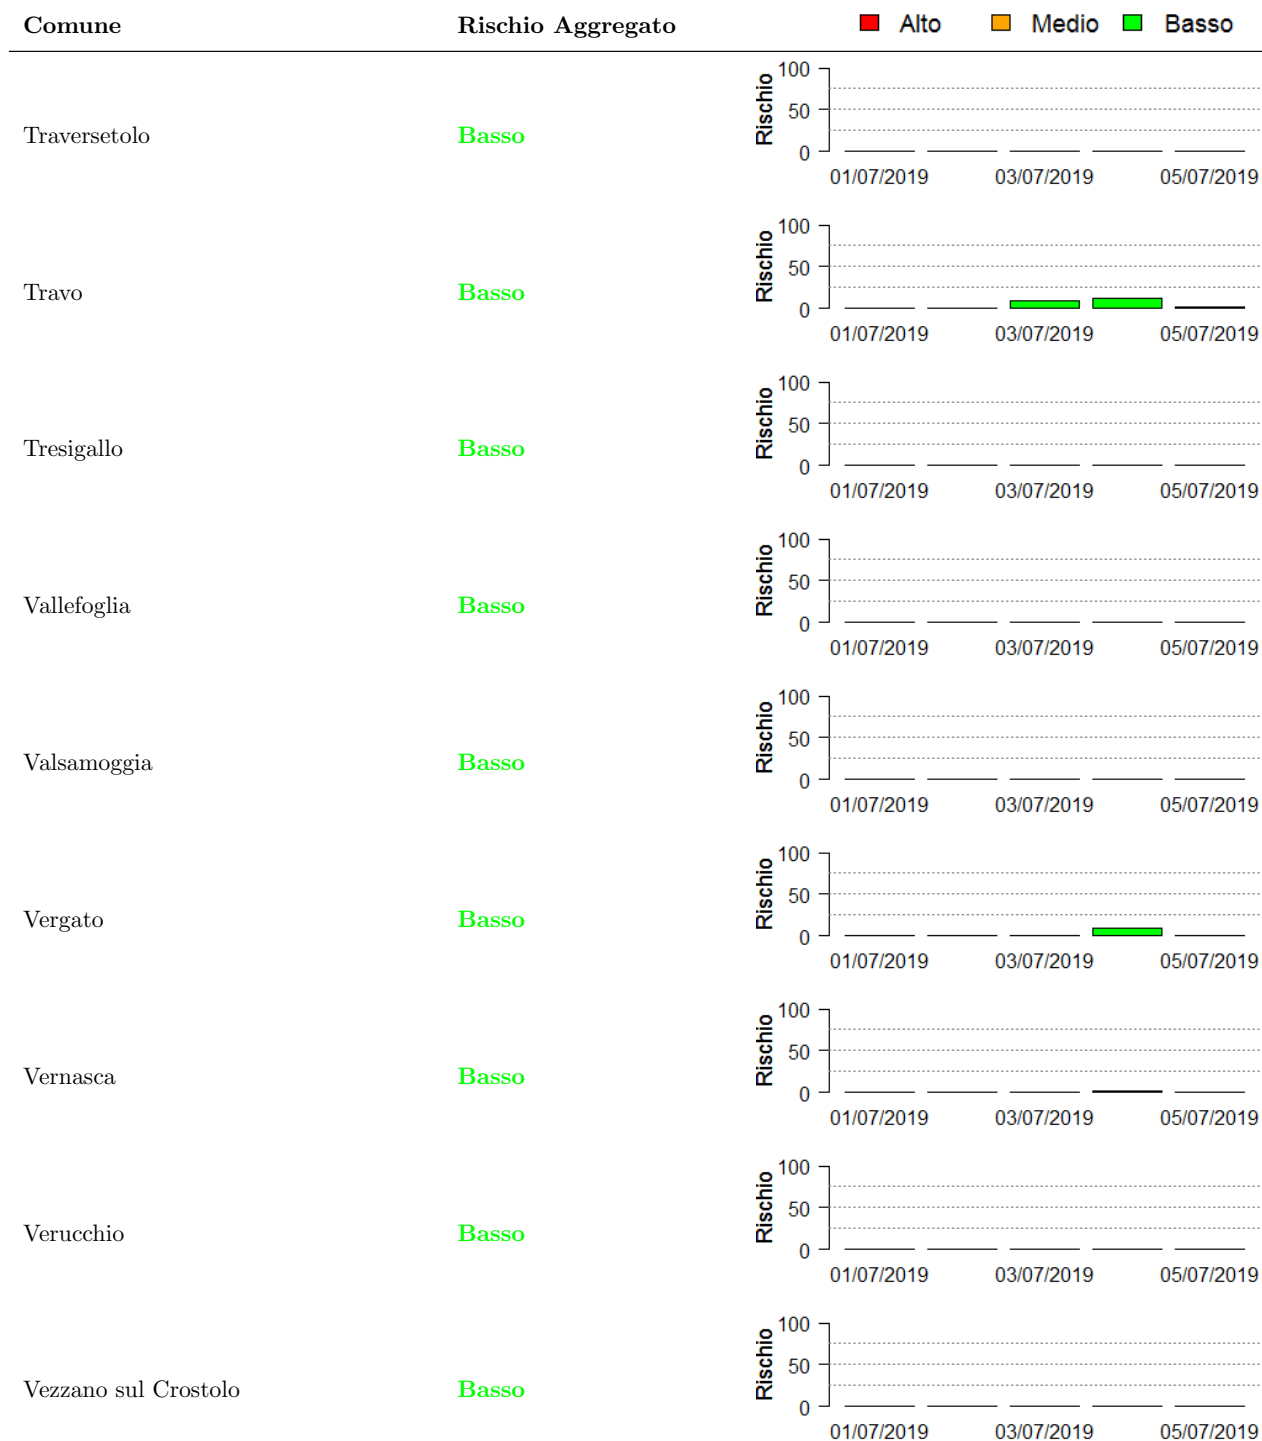 Comune Rischio Aggregato Alto Medio Basso
100
Rischio
50
Traversetolo Basso
0
01/07/2019 03/07/2019 05/07/2019
100
Rischio
50
Travo Basso
0
01/07/2019 03/07/2019 05/07/2019
100
Rischio
50
Tresigallo Basso
0
01/07/2019 03/07/2019 05/07/2019
100
Rischio
50
Vallefoglia Basso
0
01/07/2019 03/07/2019 05/07/2019
100
Rischio
50
Valsamoggia Basso
0
01/07/2019 03/07/2019 05/07/2019
100
Rischio
50
Vergato Basso
0
01/07/2019 03/07/2019 05/07/2019
100
Rischio
50
Vernasca Basso
0
01/07/2019 03/07/2019 05/07/2019
100
Rischio
50
Verucchio Basso
0
01/07/2019 03/07/2019 05/07/2019
100
Rischio
50
Vezzano sul Crostolo Basso
0
01/07/2019 03/07/2019 05/07/2019